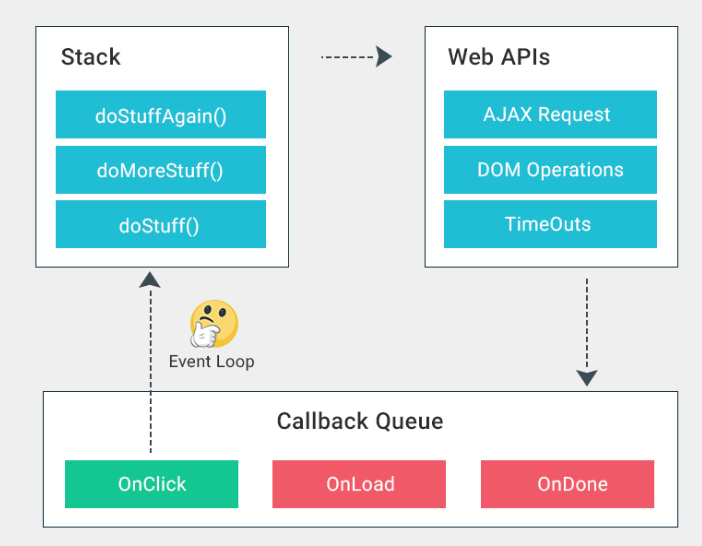 Stack
doStuffAgain()
doMoreStuff()
doStuff()
Web APIs
AJAX Request
DOM Operations
TimeOuts
Event Loop
Callback Queue
OnClick
OnLoad
OnDone